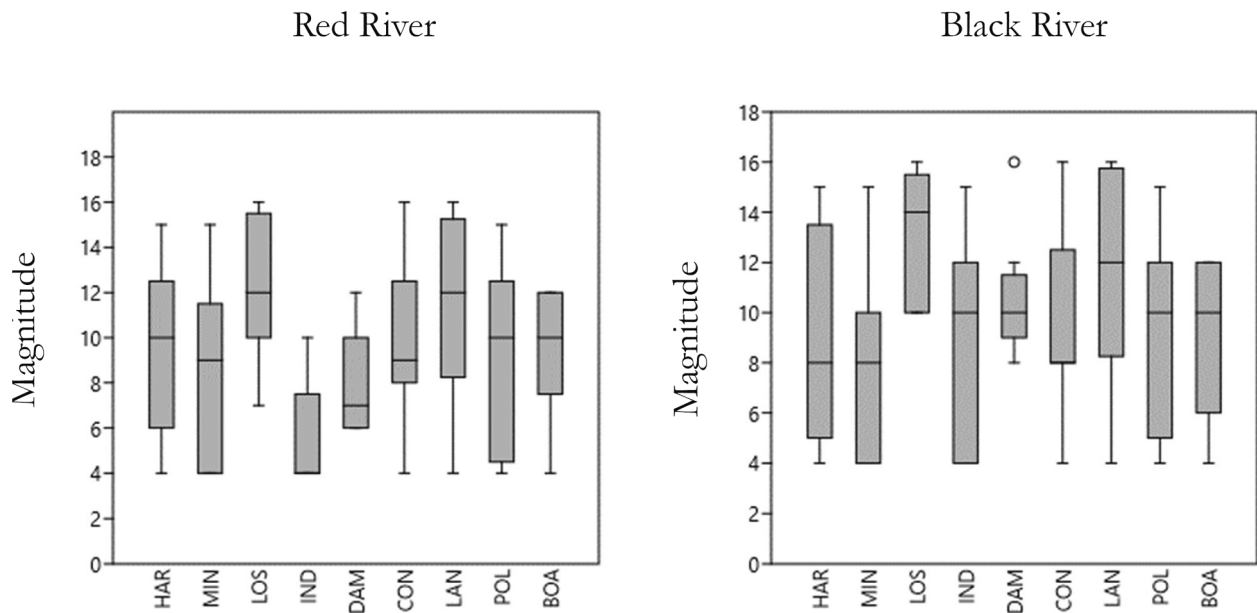 Red River
Black River
Magnitude
18
16
14
12
10
8
6
4
2
0
HAR
MIN
LOS
IND
DAM
CON
LAN
POL
BOA
Magnitude
18
16
14
12
10
8
6
4
2
0
HAR
MIN
LOS
IND
DAM
CON
LAN
POL
BOA